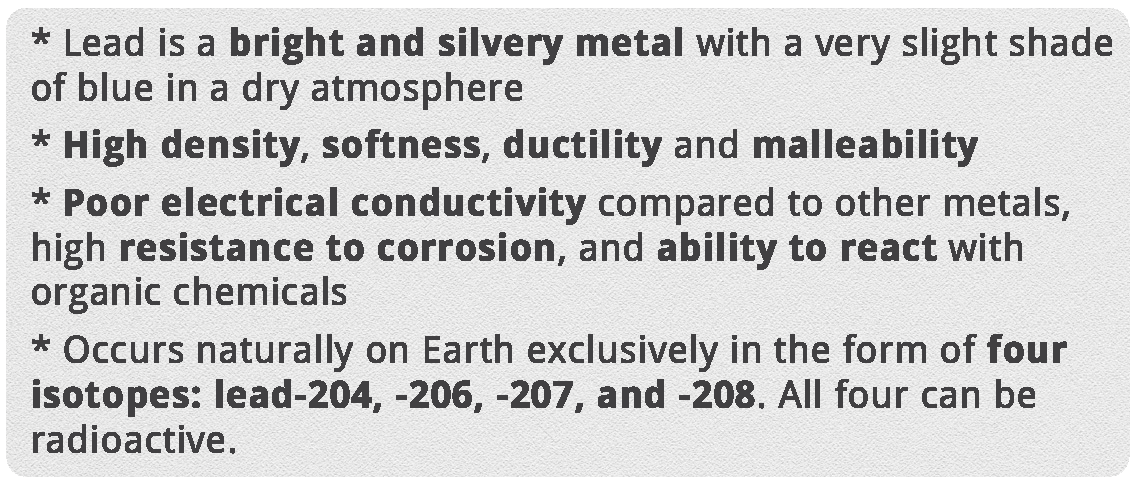 * Lead is a bright and silvery metal with a very slight shade
of blue in a dry atmosphere
* High density, softness, ductility and malleability
* Poor electrical conductivity compared to other metals,
high resistance to corrosion, and ability to react with
organic chemicals
* Occurs naturally on Earth exclusively in the form of four
isotopes: lead-204, -206, -207, and -208. All four can be
radioactive.